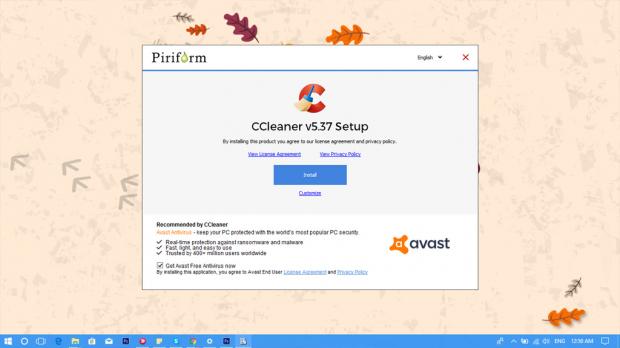 Piriform
English
CCleaner v5.37 Setup
By installing this product you agree to our license agreement and privacy policy.
View License Agreement View Privacy Policy
Install
Customize
Recommended by CCleaner
Avast Antivirus - keep your PC protected with the world's most popular PC security.
Real-time protection against ransomware and malware
Fast, light, and easy to use
Trusted by 400+ million users worldwide
avast
Get Avast Free Antivirus now
By installing this application, you agree to Avast End User License Agreement and Privacy Policy
ENG 12:36 AM